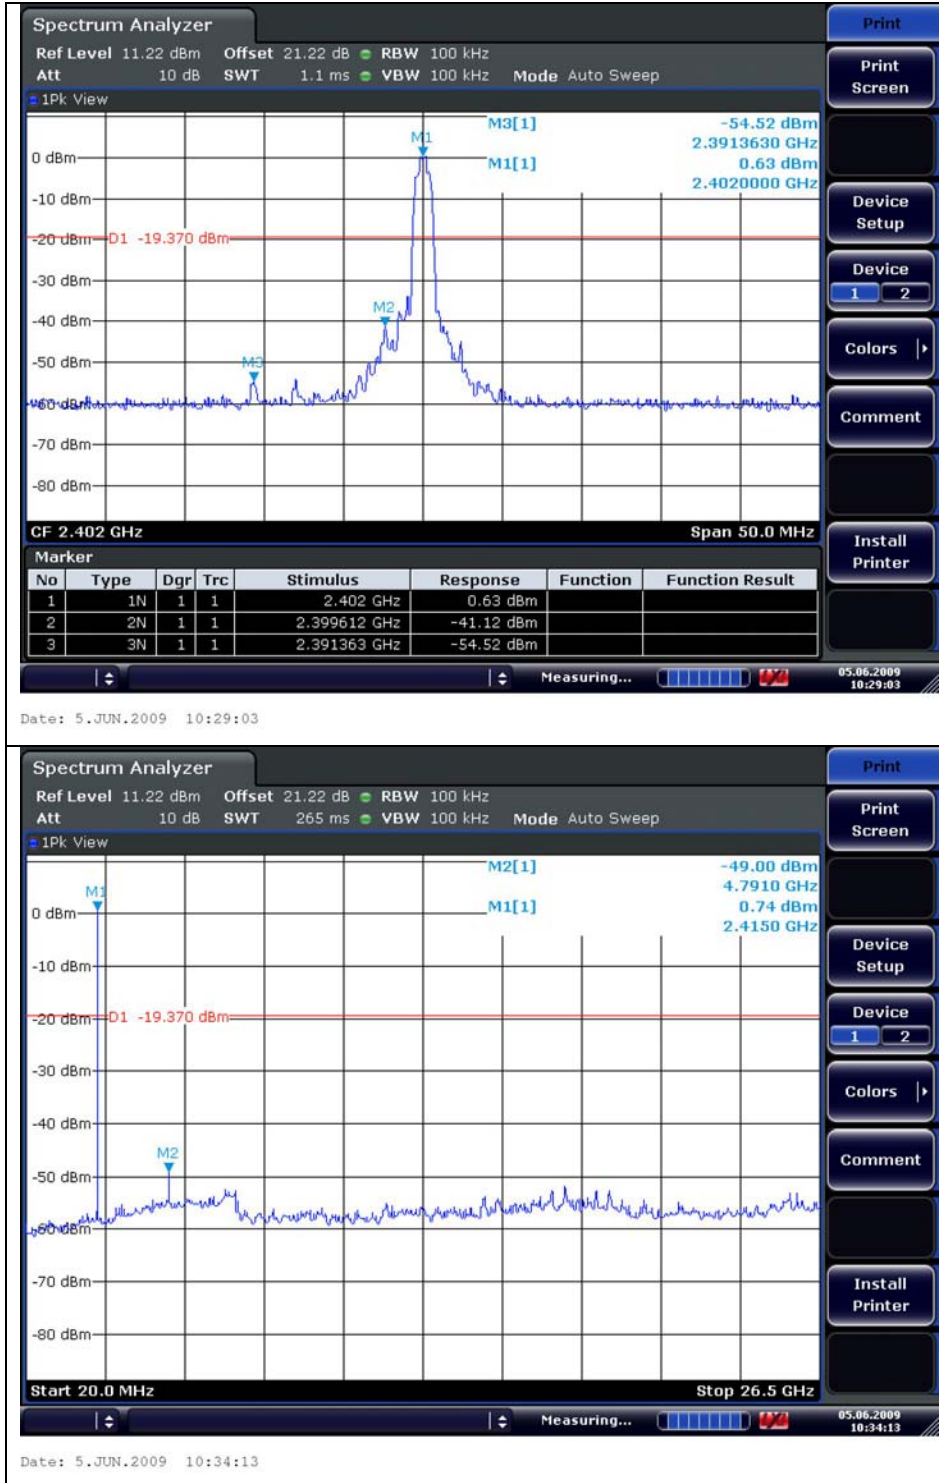 Spectrum Analyzer
Ref Level 11.22 dBm Offset 21.22 dB RBW 100 kHz
Att 10 dB SWT 1.1 ms VBW 100 kHz Mode Auto Sweep
1Pk View
M3[1] -54.52 dBm
2.3913630 GHz
M1[1] 0.63 dBm
2.4020000 GHz
M1
0 dBm
-10 dBm
-20 dBm D1 -19.370 dBm
-30 dBm
M2
-40 dBm
-50 dBm
M3
-60 dBm
-70 dBm
-80 dBm
CF 2.402 GHz Span 50.0 MHz
Marker
No Type Dgr Trc Stimulus Response Function Function Result
1 1N 1 1 2.402 GHz 0.63 dBm
2 2N 1 1 2.399612 GHz -41.12 dBm
3 3N 1 1 2.391363 GHz -54.52 dBm
Measuring...
05.06.2009
10:29:03
Print
Print
Screen
Device
Setup
Device
1 2
Colors
Comment
Install
Printer
Date: 5.JUN.2009 10:29:03
Spectrum Analyzer
Ref Level 11.22 dBm Offset 21.22 dB RBW 100 kHz
Att 10 dB SWT 265 ms VBW 100 kHz Mode Auto Sweep
1Pk View
M2[1] -49.00 dBm
4.7910 GHz
M1[1] 0.74 dBm
2.4150 GHz
M1
0 dBm
-10 dBm
-20 dBm D1 -19.370 dBm
-30 dBm
-40 dBm
M2
-50 dBm
-60 dBm
-70 dBm
-80 dBm
Start 20.0 MHz Stop 26.5 GHz
Measuring...
05.06.2009
10:34:13
Print
Print
Screen
Device
Setup
Device
1 2
Colors
Comment
Install
Printer
Date: 5.JUN.2009 10:34:13